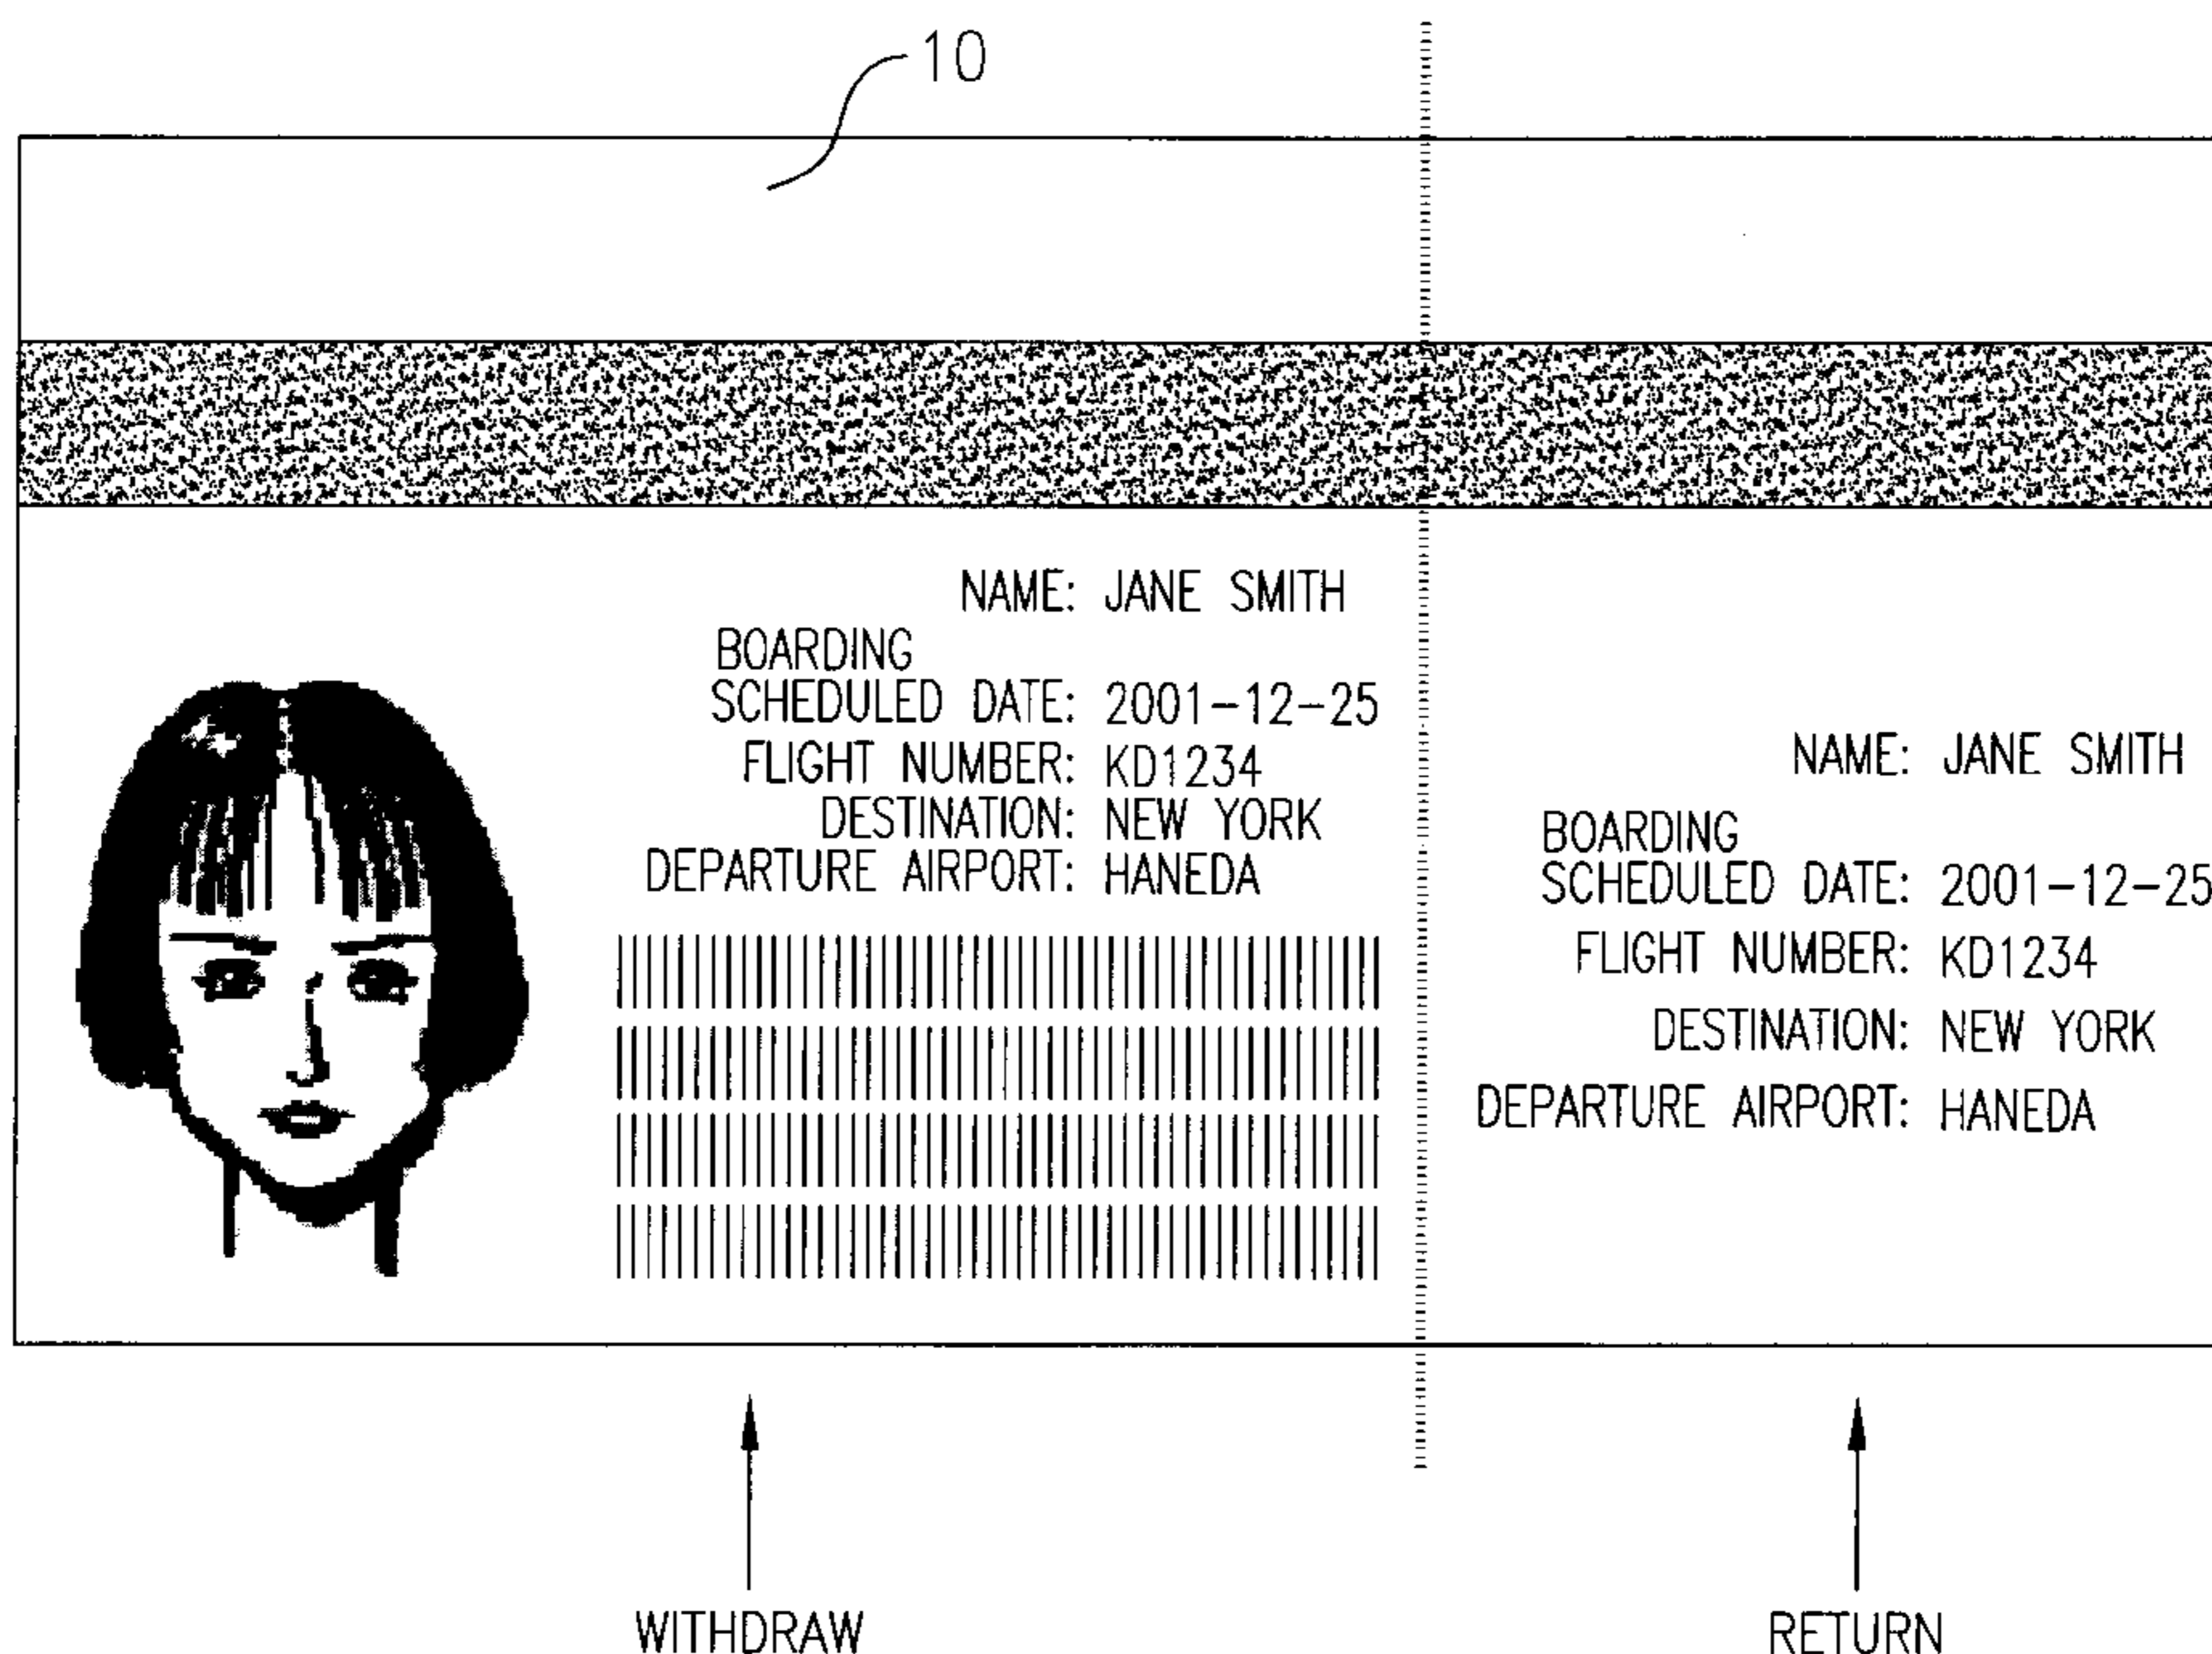 10
NAME: JANE SMITH
BOARDING
SCHEDULED DATE: 2001-12-25
FLIGHT NUMBER: KD1234
DESTINATION: NEW YORK
DEPARTURE AIRPORT: HANEDA
NAME: JANE SMITH
BOARDING
SCHEDULED DATE: 2001-12-25
FLIGHT NUMBER: KD1234
DESTINATION: NEW YORK
DEPARTURE AIRPORT: HANEDA
WITHDRAW
RETURN